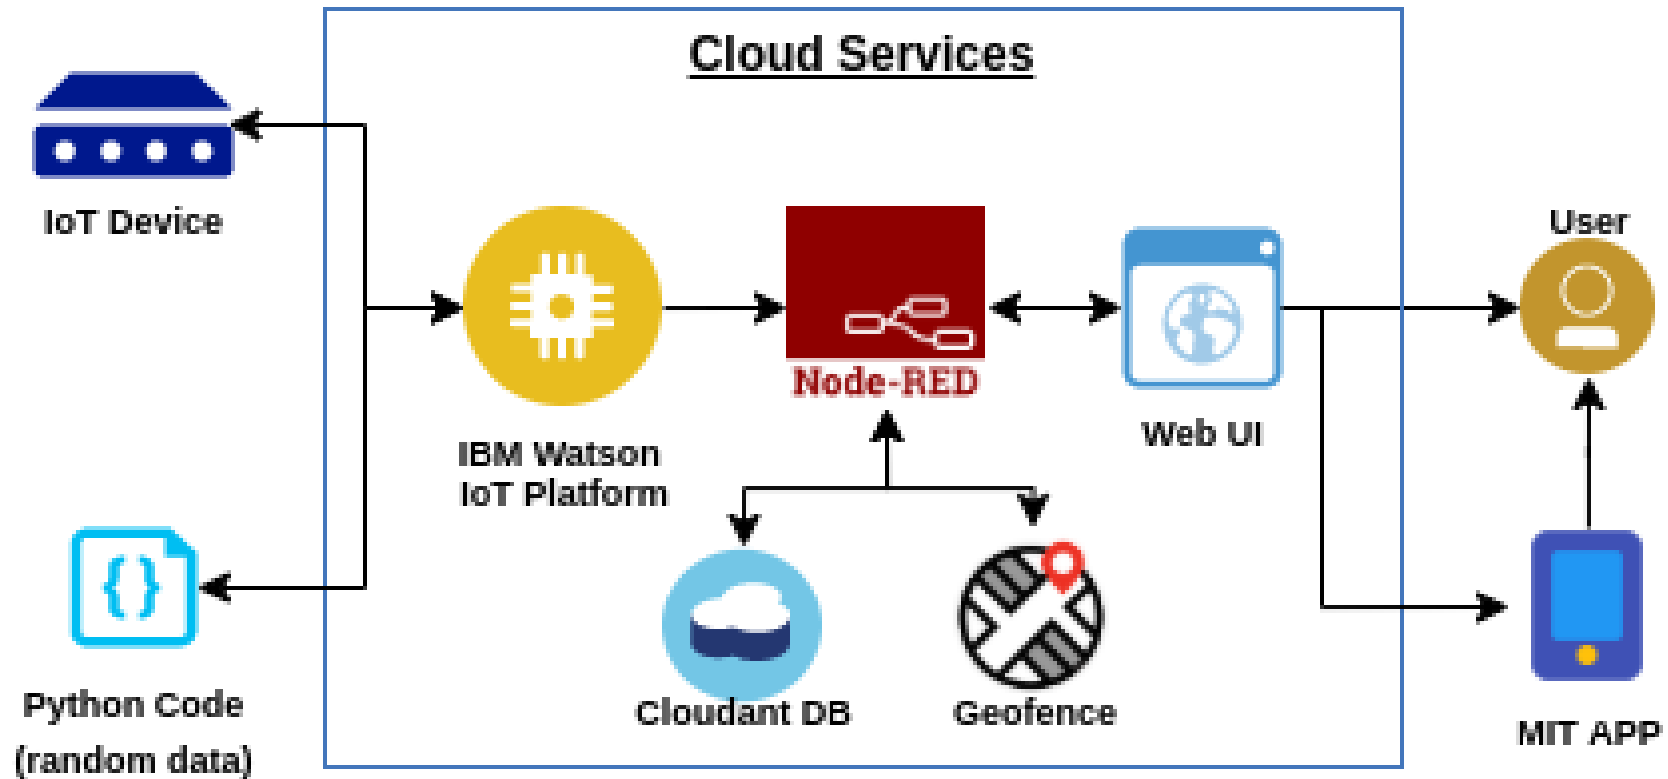 Cloud Services
IoT Device
User
Node-RED
Web UI
IBM Watson
IoT Platform
{}
Python Code
(random data)
Cloudant DB
Geofence
MIT APP